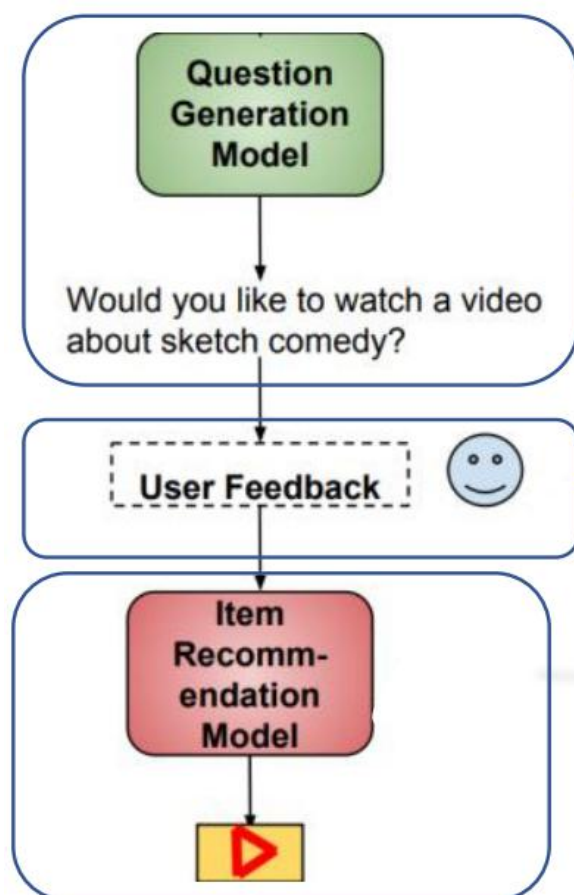 Question
Generation
Model
Would you like to watch a video
about sketch comedy?
User Feedback
Item
Recomm-
endation
Model